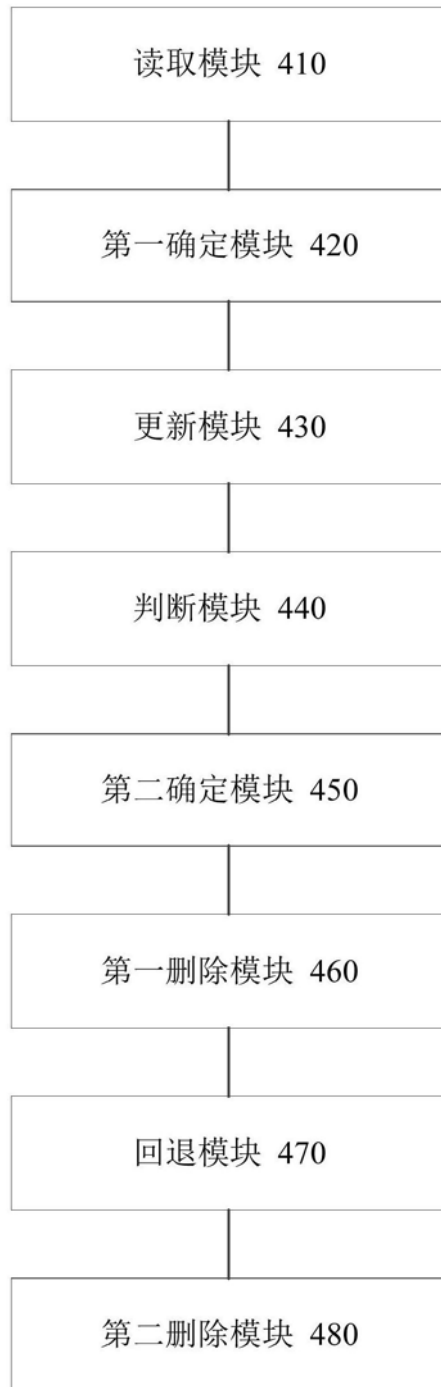 读取模块 410
第一确定模块 420
更新模块 430
判断模块 440
第二确定模块 450
第一删除模块 460
回退模块 470
第二删除模块 480